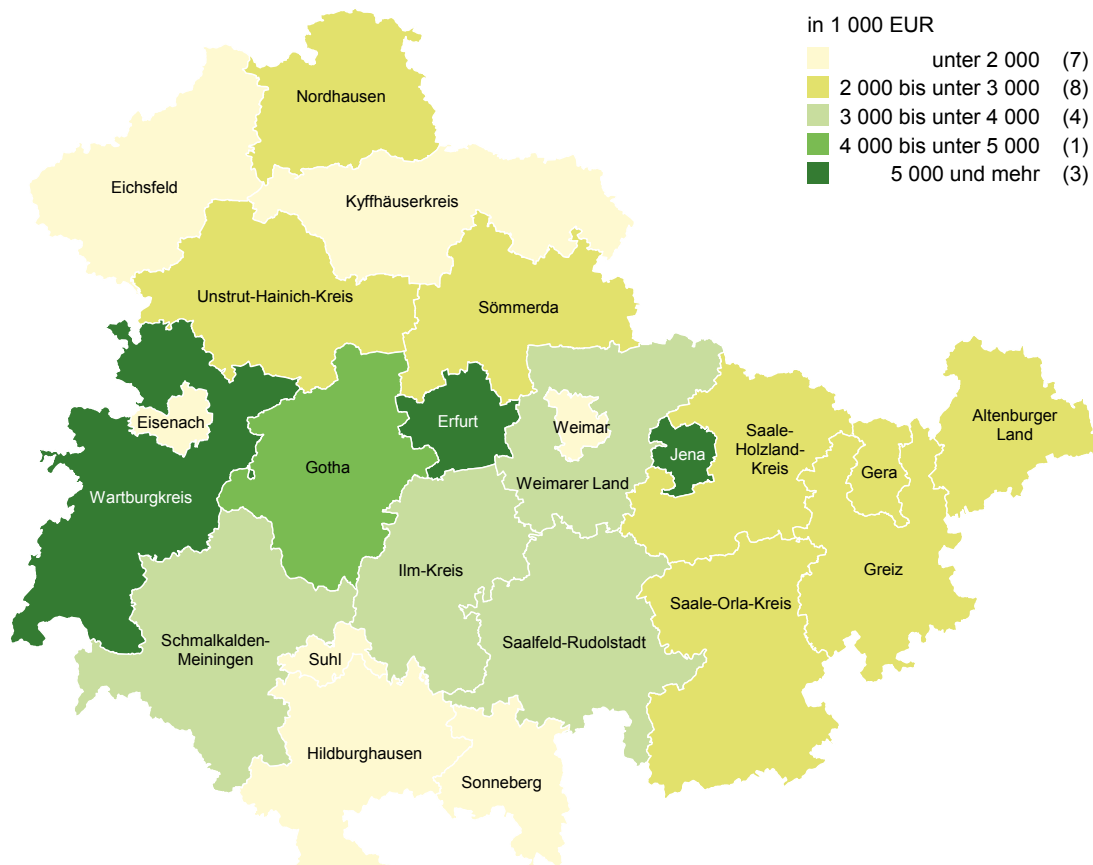 in 1 000 EUR
unter 2 000 (7)
2 000 bis unter 3 000 (8)
3 000 bis unter 4 000 (4)
4 000 bis unter 5 000 (1)
5 000 und mehr (3)
Nordhausen
Eichsfeld
Kyffhäuserkreis
Unstrut-Hainich-Kreis
Sömmerda
Eisenach
Erfurt
Weimar
Altenburger
Land
Saale-
Holzland-
Kreis
Jena
Gera
Gotha
Wartburgkreis
Weimarer Land
Ilm-Kreis
Greiz
Saale-Orla-Kreis
Schmalkalden-
Meiningen
Suhl
Saalfeld-Rudolstadt
Hildburghausen
Sonneberg